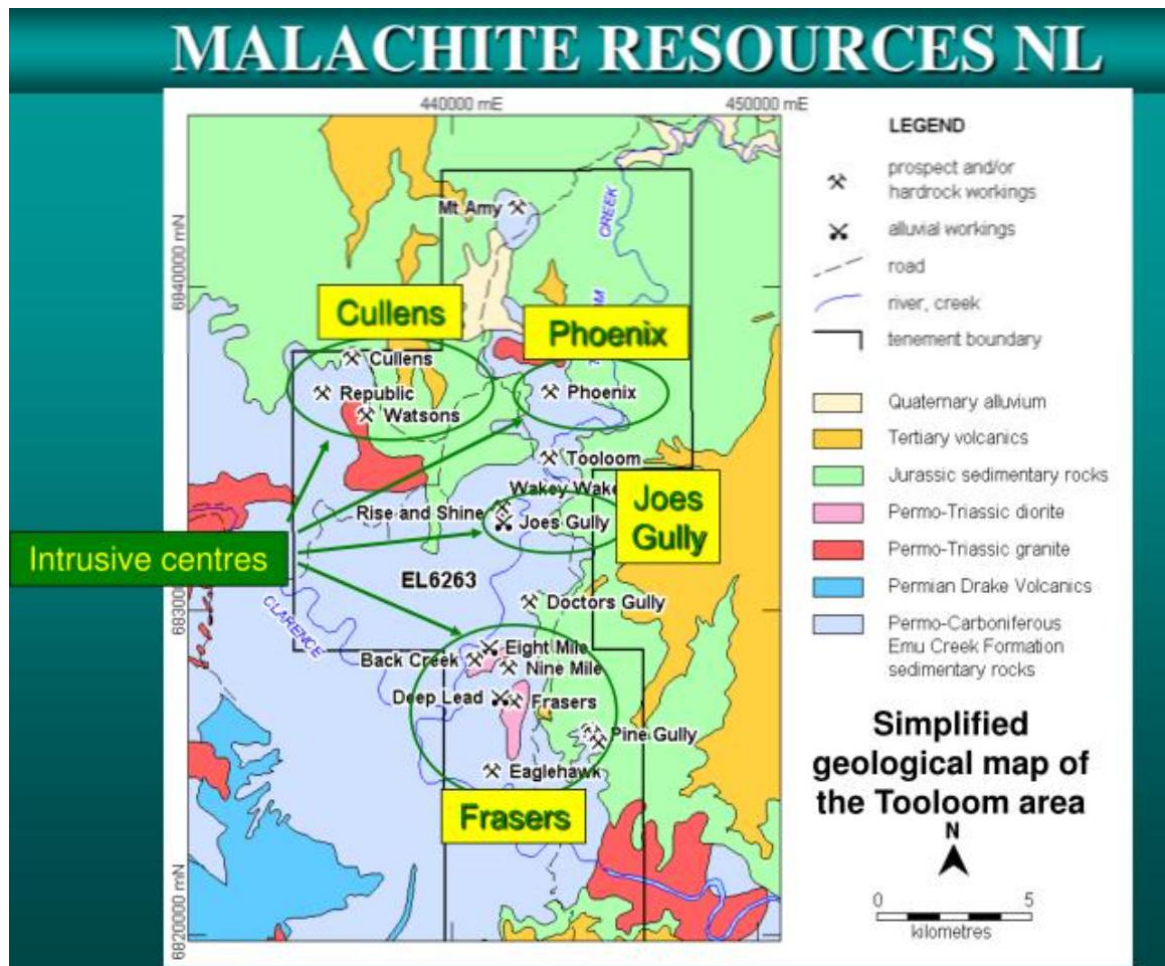 MALACHITE RESOURCES NL
440000 mE
450000 mE
6840000 mN
6830000
6820000 mN
Mt Amy
CREEK
Cullens
Phoenix
Cullens
Republic
Watsons
Phoenix
Tooloom
Wakey Wake
Rise and Shine
Joes Gully
Joes
Gully
Intrusive centres
EL6263
CLARENCE
Doctors Gully
Eight Mile
Back Creek
Nine Mile
Deep Lead
Frasers
Pine Gully
Eaglehawk
Frasers
LEGEND
prospect and/or
hardrock workings
alluvial workings
road
river, creek
tenement boundary
Quaternary alluvium
Tertiary volcanics
Jurassic sedimentary rocks
Permo-Triassic diorite
Permo-Triassic granite
Permian Drake Volcanics
Permo-Carboniferous
Emu Creek Formation
sedimentary rocks
Simplified
geological map of
the Tooloom area
N
0 5
kilometres